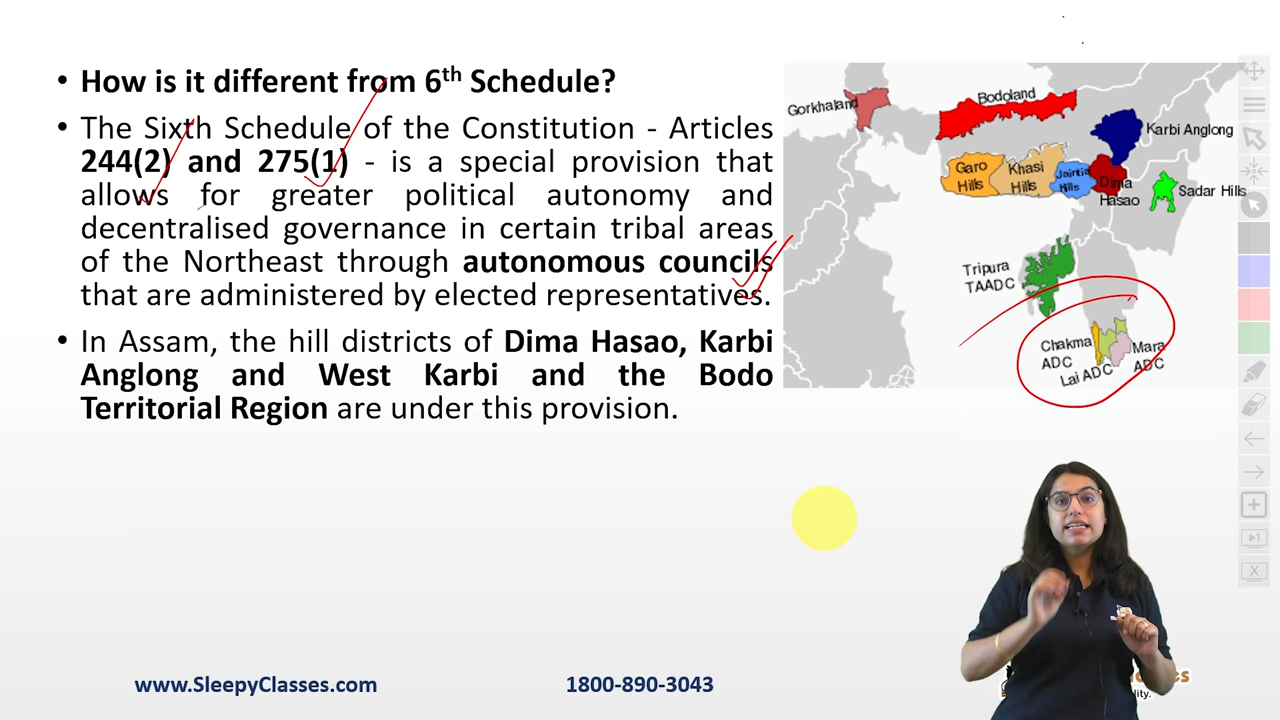 • How is it different from 6th Schedule?
• The Sixth Schedule of the Constitution - Articles
244(2) and 275(1) - is a special provision that
allows for greater political autonomy and
decentralised governance in certain tribal areas
of the Northeast through autonomous councils
that are administered by elected representatives.
• In Assam, the hill districts of Dima Hasao, Karbi
Anglong and West Karbi and the Bodo
Territorial Region are under this provision.
Gorkhaland
Bodoland
Karbi Anglong
Garo
Hills
Khasi
Hills
Jaintia
Hills
Dima
Hasao
Sadar Hills
Tripura
TAADC
Chakma
ADC
Lai ADC
Mara
ADC
www.SleepyClasses.com
1800-890-3043